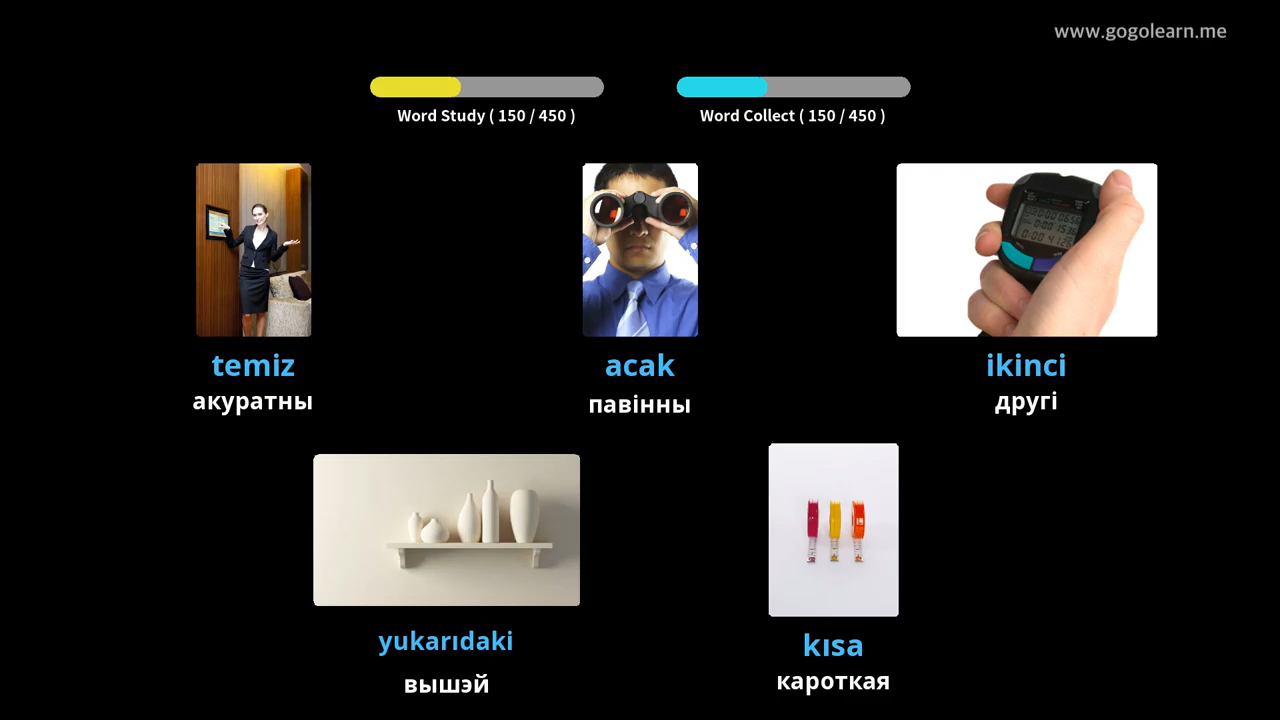 www.gogolearn.me
Word Study ( 150 / 450 )
Word Collect ( 150 / 450 )
temiz
акуратны
acak
павінны
ikinci
другі
yukarıdaki
вышэй
kısa
кароткая